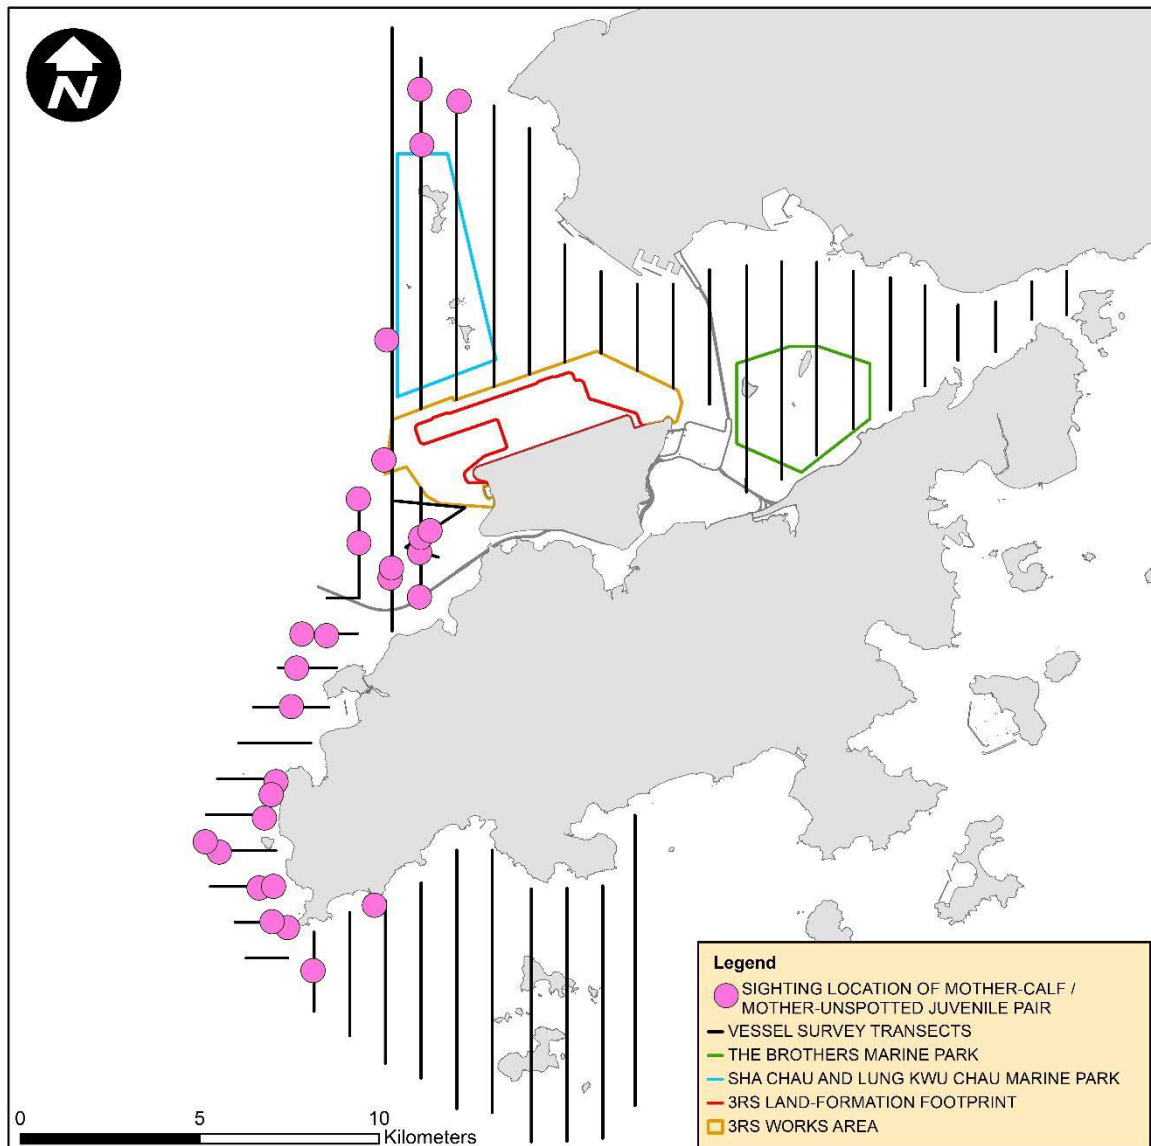 N
Legend
SIGHTING LOCATION OF MOTHER-CALF /
MOTHER-UNSPOTTED JUVENILE PAIR
VESSEL SURVEY TRANSECTS
THE BROTHERS MARINE PARK
SHA CHAU AND LUNG KWU CHAU MARINE PARK
3RS LAND-FORMATION FOOTPRINT
3RS WORKS AREA
0 5 10
Kilometers